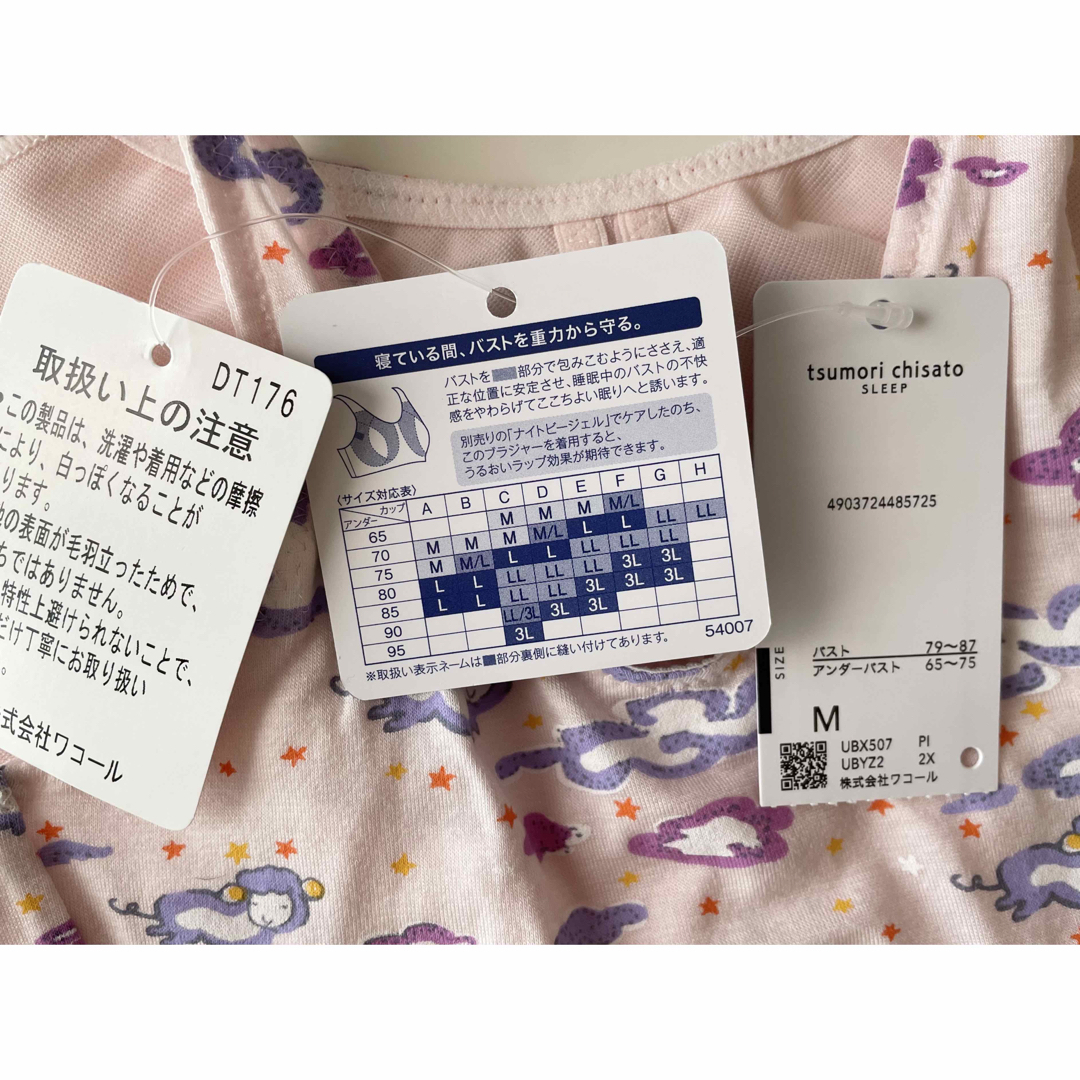 取扱い上の注意
DT176
この製品は、洗濯や着用などの摩擦
により、白っぽくなることが
ります。
の表面が毛羽立ったためで、
ちではありません。
特性上避けられないことで、
だけ丁寧にお取り扱い
式会社ワコール
寝ている間、バストを重力から守る。
バストを 部分で包みこむようにささえ、適
正な位置に安定させ、睡眠中のバストの不快
感をやわらげてここちよい眠りへと誘います。
別売りの「ナイトビージェル」でケアしたのち、
このブラジャーを着用すると、
うるおいラップ効果が期待できます。
〈サイズ対応表〉
アンダー カップ A B C D E F G H
65 M M M M/L
70 M M M M/L L L LL LL
75 M M/L L L LL LL LL
80 L L LL LL LL 3L 3L
85 L L LL LL 3L 3L 3L
90 LL/3L 3L 3L
95 3L
※取扱い表示ネームは 部分裏側に縫い付けてあります。
54007
tsumori chisato
SLEEP
4903724485725
SIZE
バスト 79〜87
アンダーバスト 65〜75
M
UBX507 PI
UBYZ2 2X
株式会社ワコール